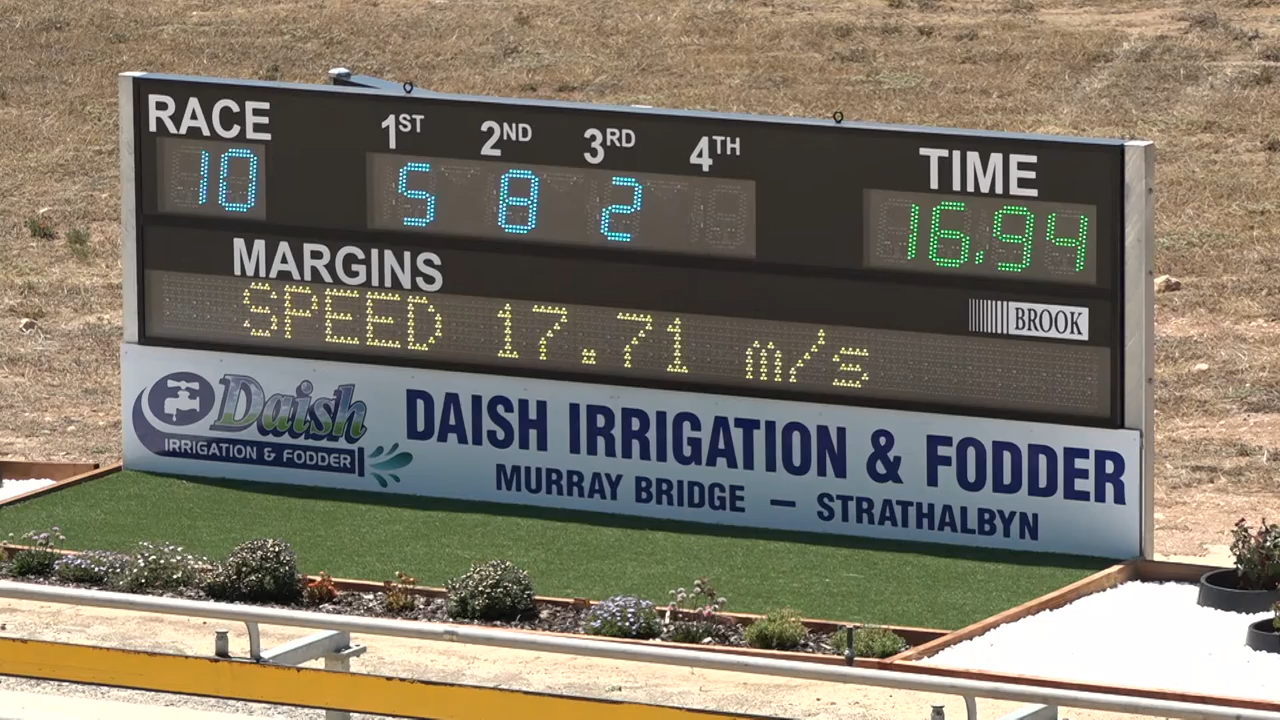 RACE 1ST 2ND 3RD 4TH TIME
10 5 8 2 16.94
MARGINS
BROOK
SPEED 17.71 m/s
Daish
IRRIGATION & FODDER
DAISH IRRIGATION & FODDER
MURRAY BRIDGE — STRATHALBYN